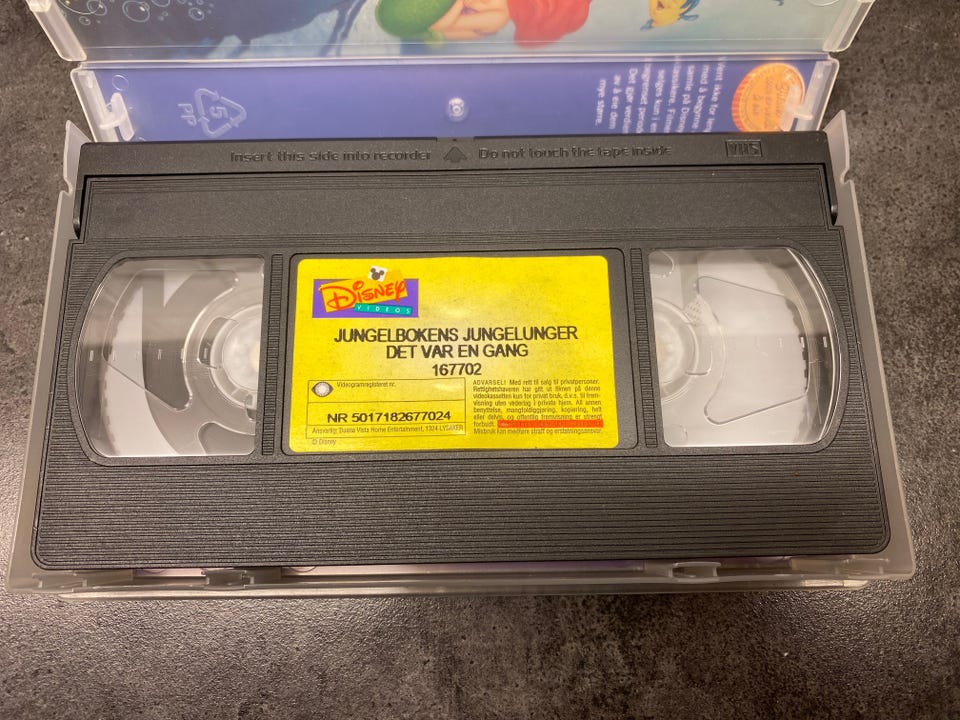 5
PP
Insert this side into recorder Do not touch the tape inside VHS
Disney
VIDEOS
JUNGELBOKENS JUNGELUNGER
DET VAR EN GANG
167702
Videogramregisteret nr.
NR 5017182677024
Ansvarlig: Buena Vista Home Entertainment, 1324 LYSAKER
© Disney
ADVARSEL! Med rett til salg til privatpersoner.
Rettighetshaveren har gitt ut filmen på denne
videokassetten kun for privat bruk, d.v.s. til frem-
visning uten vederlag i private hjem. All annen
benyttelse, mangfoldiggjøring, kopiering, helt
eller delvis, og offentlig fremvisning er strengt
forbudt.
Misbruk kan medføre straff og erstatningsansvar.